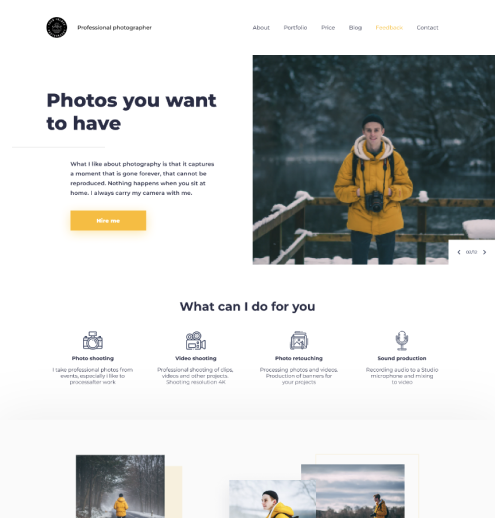 Professional photographer
About Portfolio Price Blog Feedback Contact
Photos you want
to have
What I like about photography is that it captures
a moment that is gone forever, that cannot be
reproduced. Nothing happens when you sit at
home. I always carry my camera with me.
Hire me
What can I do for you
Photo shooting
I take professional photos from
events, especially I like to
process after work
Video shooting
Professional shooting of clips,
videos and other projects.
Shooting resolution 4K
Photo retouching
Processing photos and videos.
Production of banners for
your projects
Sound production
Recording audio to a Studio
microphone and mixing
to video